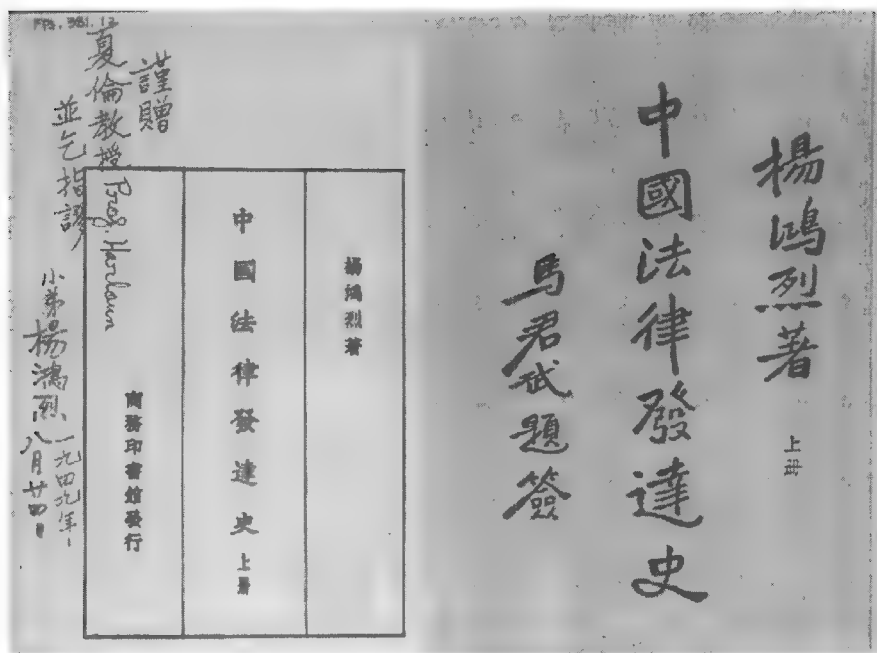 楊鴻烈著
上册
中國法律發達史
馬君武題簽
楊鴻烈著
中國法律發達史 上册
商務印書館發行
謹贈
夏倫教授 Prof. Haloun
並乞指謬
小弟楊鴻烈
一九四九年
八月廿四日